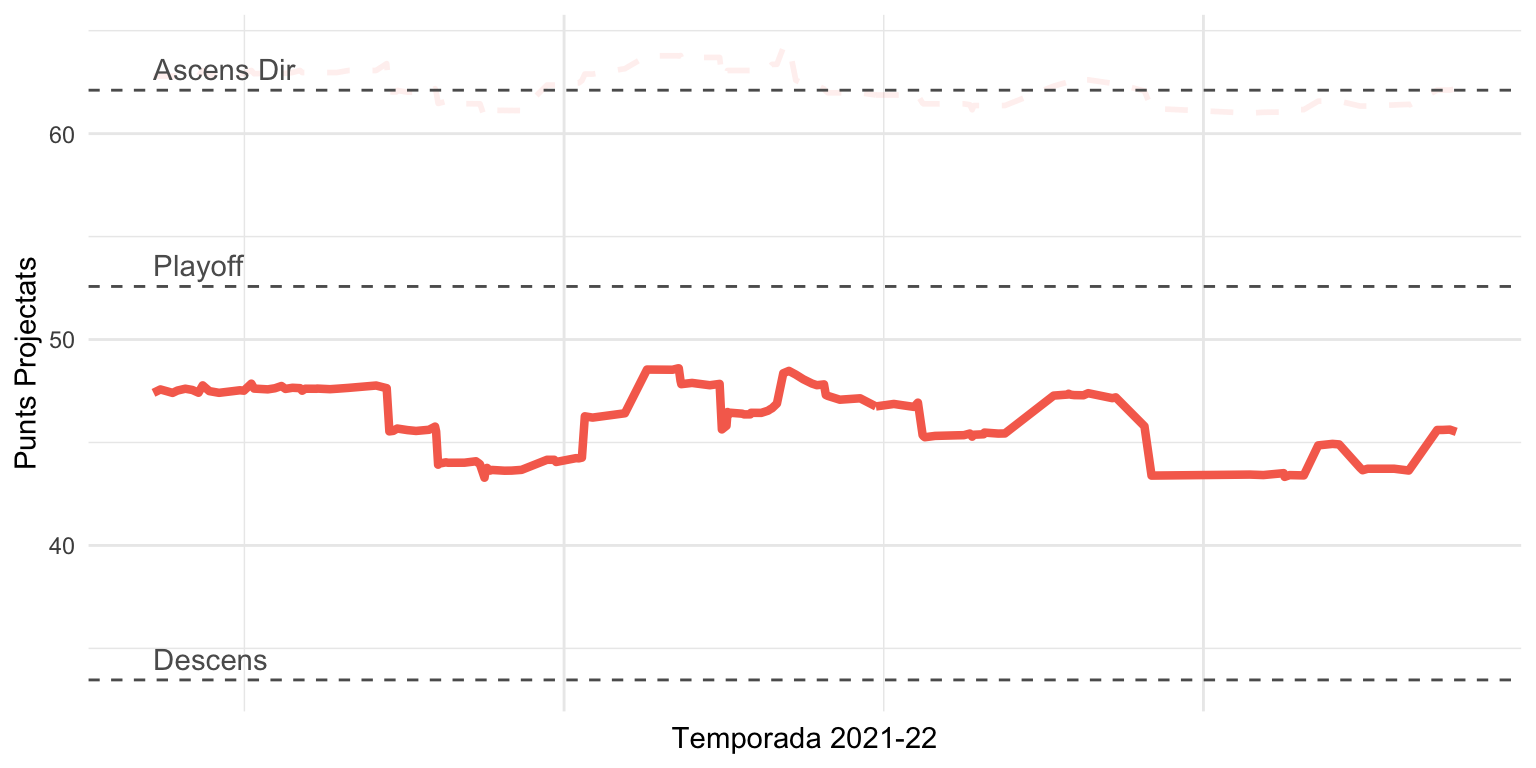 Ascens Dir
60
Playoff
50
40
Descens
Punts Projectats
Temporada 2021-22